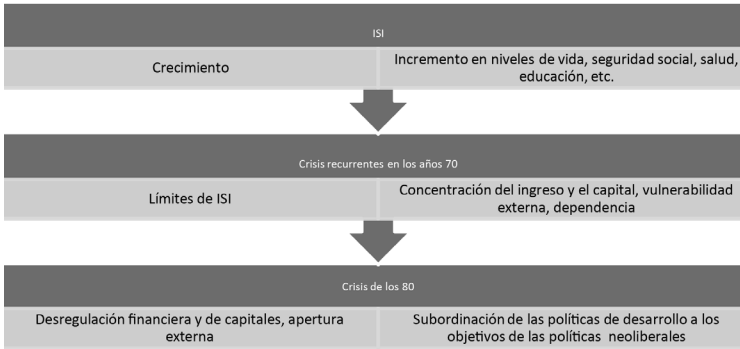 ISI
Crecimiento
Incremento en niveles de vida, seguridad social, salud,
educación, etc.
Crisis recurrentes en los años 70
Límites de ISI
Concentración del ingreso y el capital, vulnerabilidad
externa, dependencia
Crisis de los 80
Desregulación financiera y de capitales, apertura
externa
Subordinación de las políticas de desarrollo a los
objetivos de las políticas neoliberales